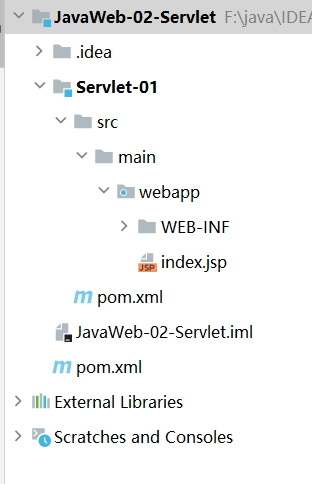 JavaWeb-02-Servlet F:\java\IDE
.idea
Servlet-01
src
main
webapp
WEB-INF
JSP index.jsp
m pom.xml
JavaWeb-02-Servlet.iml
m pom.xml
External Libraries
Scratches and Consoles